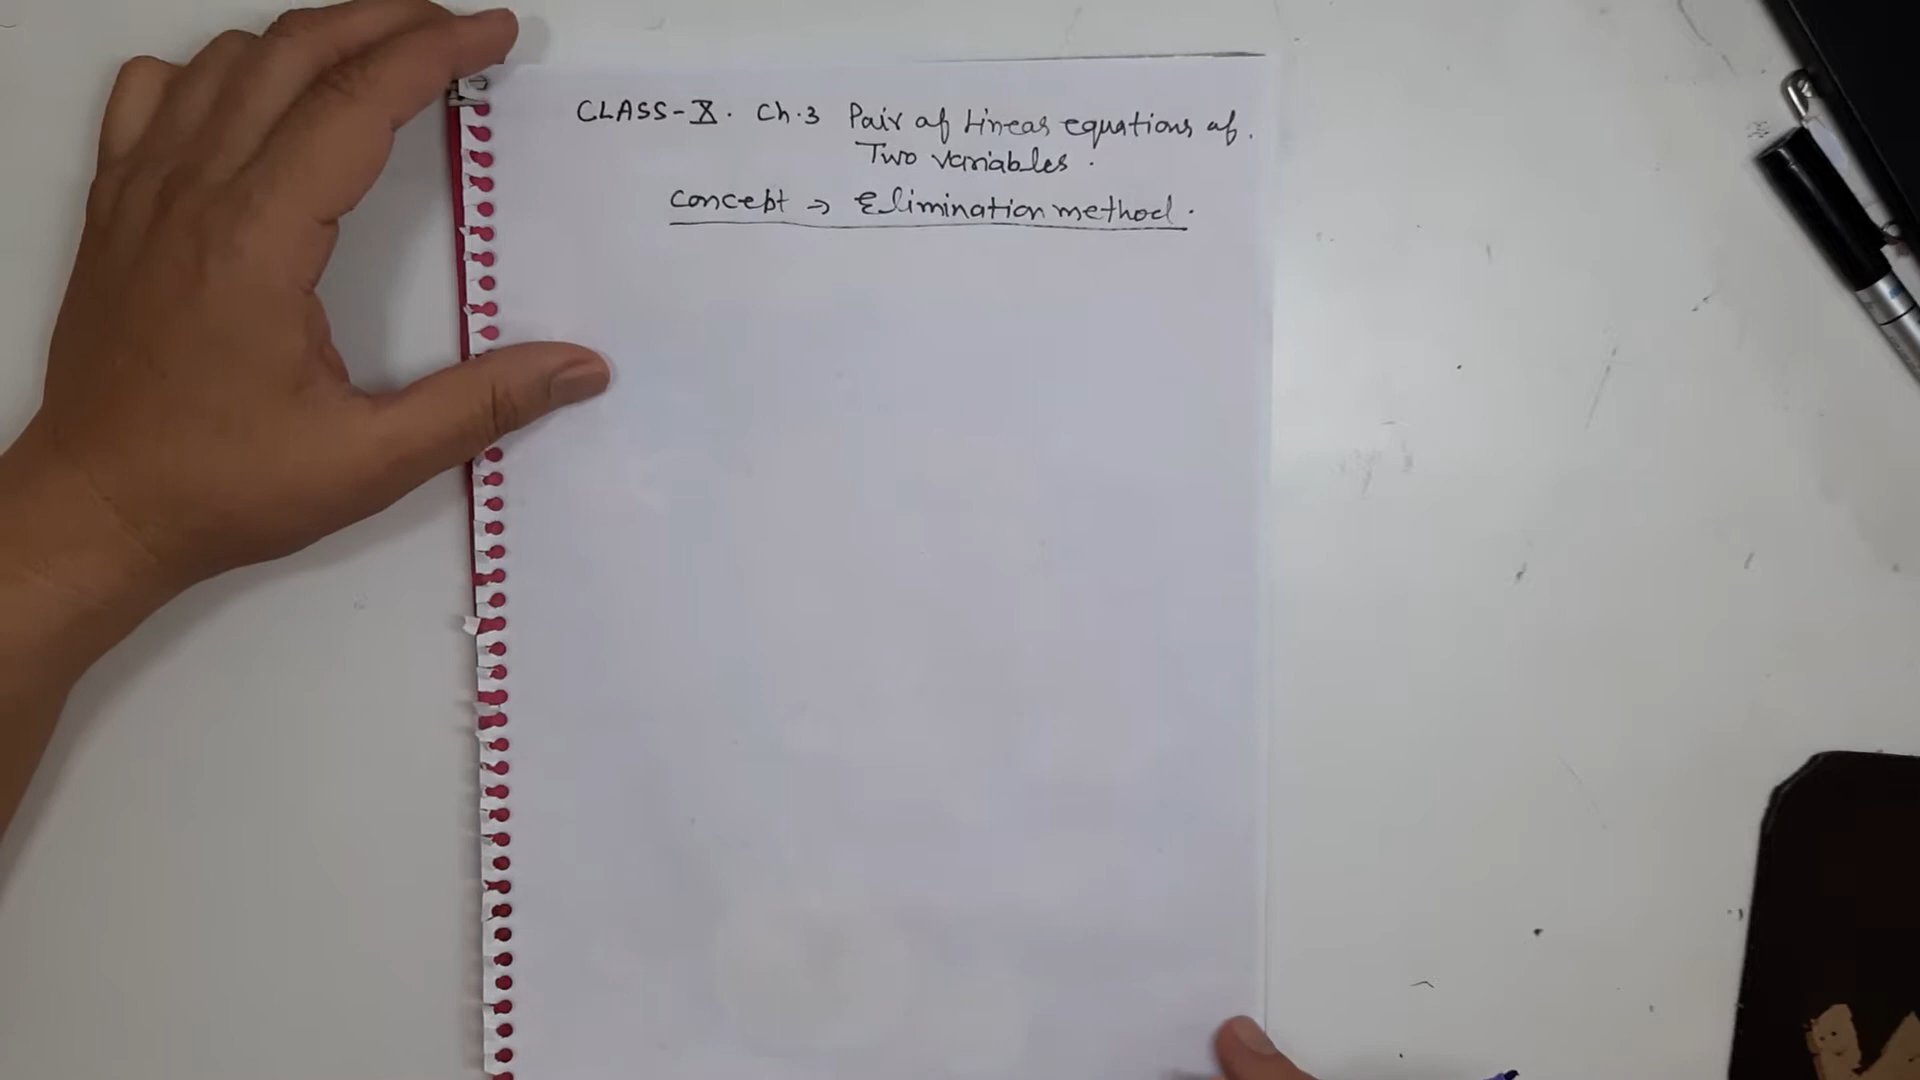 CLASS-X. Ch.3 Pair of Linear equations of.
Two variables.
Concept → Elimination method.